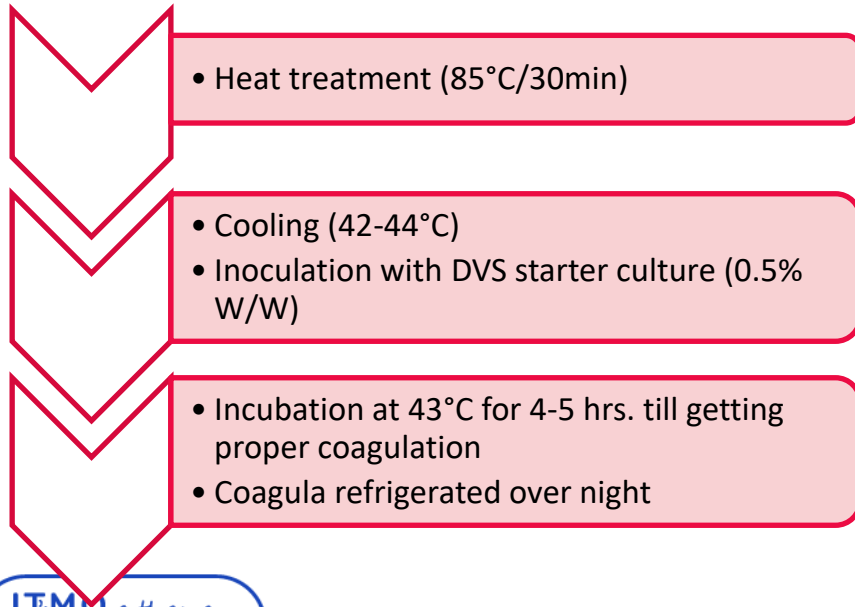 • Heat treatment (85°C/30min)
• Cooling (42-44°C)
• Inoculation with DVS starter culture (0.5%
W/W)
• Incubation at 43°C for 4-5 hrs. till getting
proper coagulation
• Coagula refrigerated over night